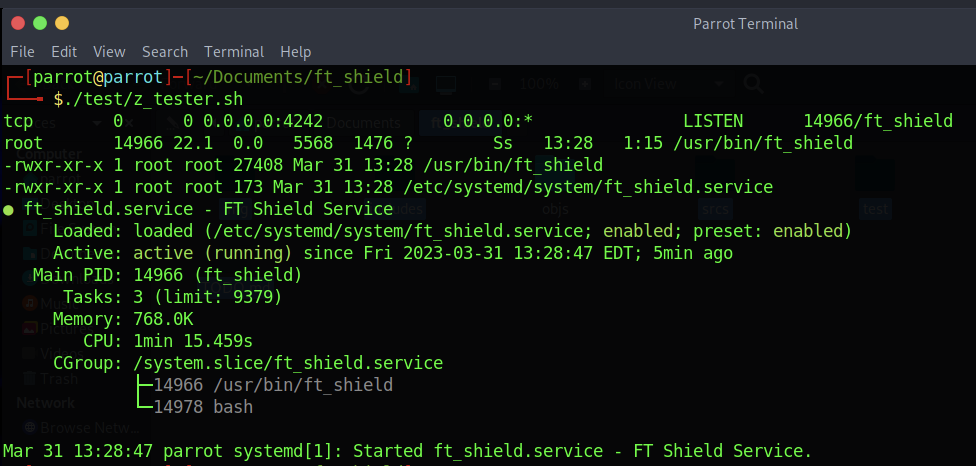 Parrot Terminal
File Edit View Search Terminal Help
┌─[parrot@parrot]─[~/Documents/ft_shield]
└──╼ $./test/z_tester.sh
tcp        0      0 0.0.0.0:4242            0.0.0.0:*               LISTEN      14966/ft_shield
root       14966 22.1  0.0   5568  1476 ?        Ss   13:28   1:15 /usr/bin/ft_shield
-rwxr-xr-x 1 root root 27408 Mar 31 13:28 /usr/bin/ft_shield
-rwxr-xr-x 1 root root 173 Mar 31 13:28 /etc/systemd/system/ft_shield.service
● ft_shield.service - FT Shield Service
     Loaded: loaded (/etc/systemd/system/ft_shield.service; enabled; preset: enabled)
     Active: active (running) since Fri 2023-03-31 13:28:47 EDT; 5min ago
   Main PID: 14966 (ft_shield)
      Tasks: 3 (limit: 9379)
     Memory: 768.0K
        CPU: 1min 15.459s
     CGroup: /system.slice/ft_shield.service
             ├─14966 /usr/bin/ft_shield
             └─14978 bash
Mar 31 13:28:47 parrot systemd[1]: Started ft_shield.service - FT Shield Service.